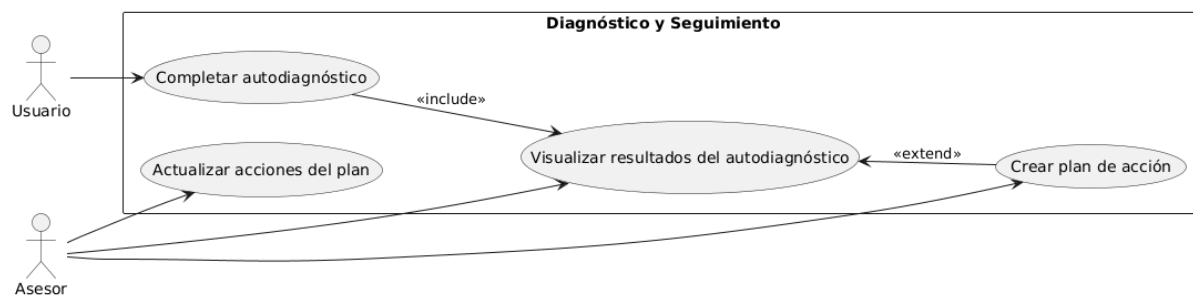 Diagnóstico y Seguimiento
Usuario
Completar autodiagnóstico
«include»
Actualizar acciones del plan
Visualizar resultados del autodiagnóstico
«extend»
Crear plan de acción
Asesor